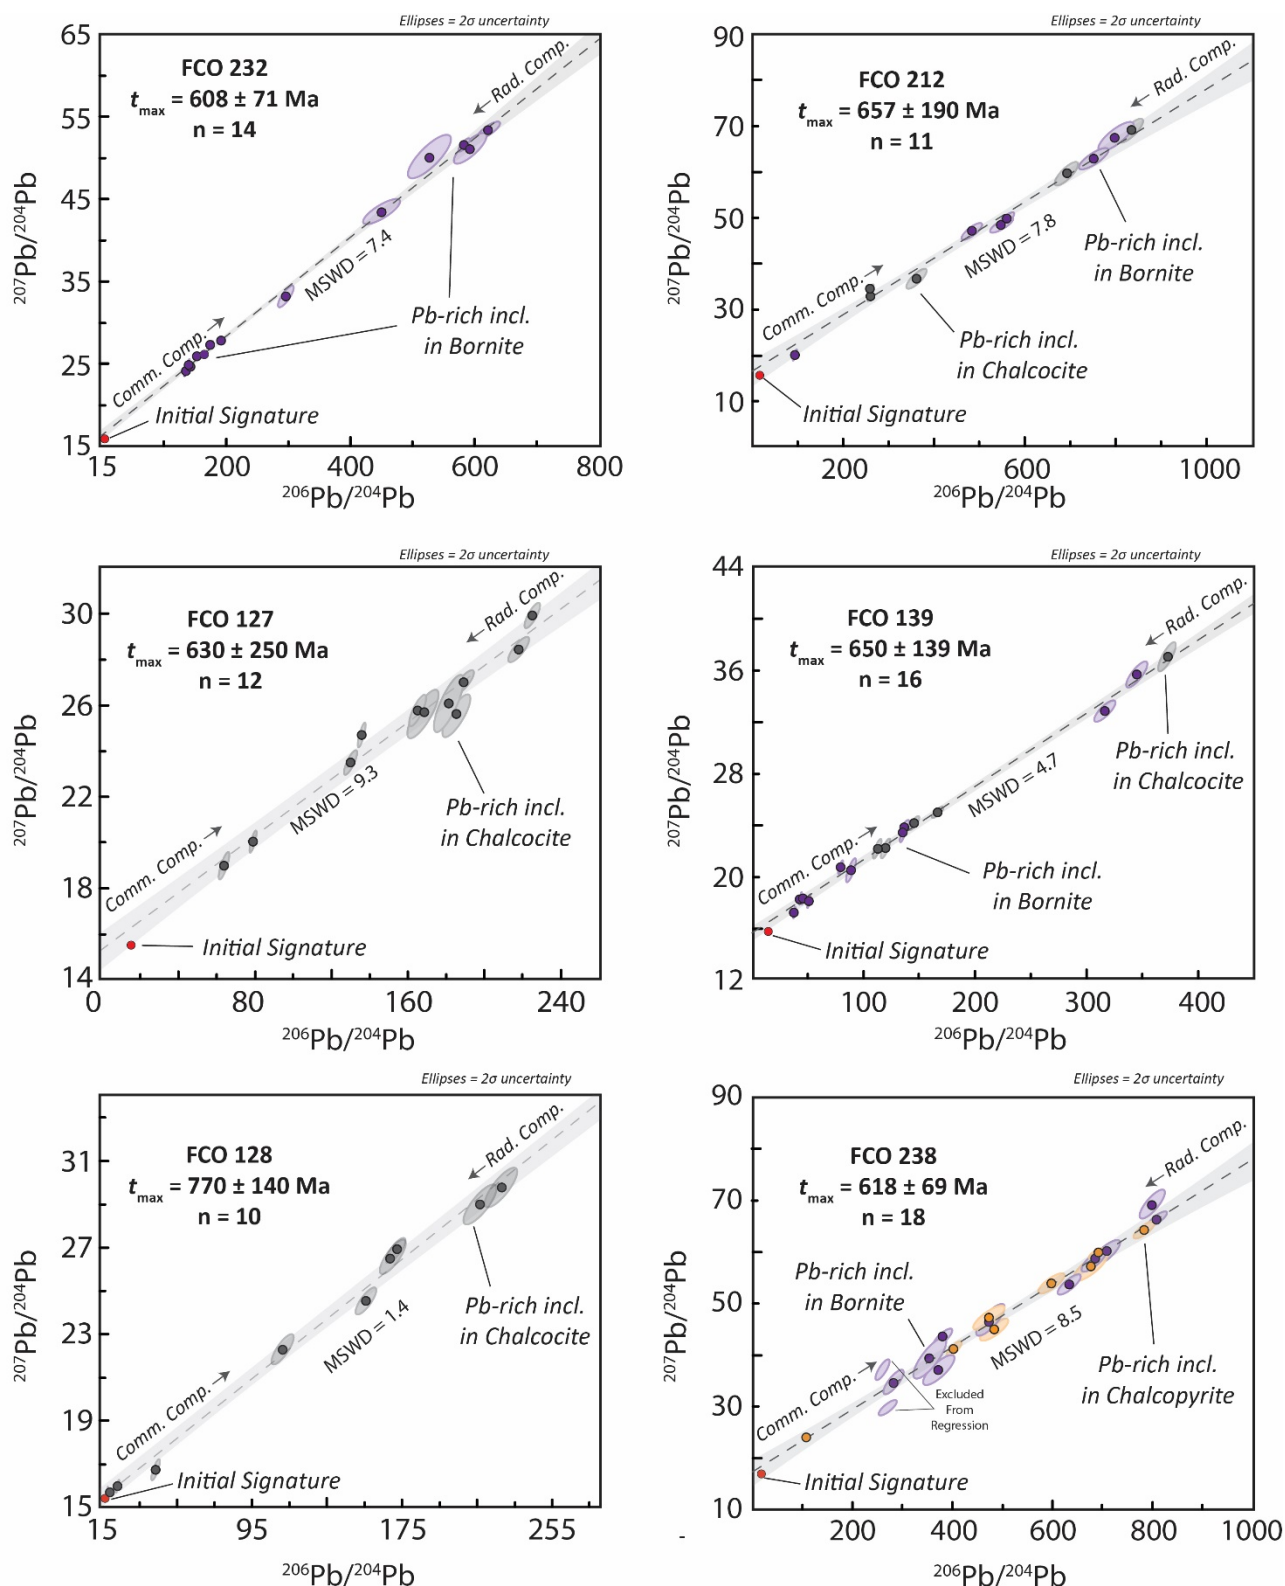 Ellipses = 2σ uncertainty
FCO 232
t max = 608 ± 71 Ma
n = 14
← Rad. Comp.
MSWD = 7.4
Comm. Comp. →
Pb-rich incl.
in Bornite
Initial Signature
65
55
45
35
25
15
15 200 400 600 800
207Pb/204Pb
206Pb/204Pb
Ellipses = 2σ uncertainty
FCO 212
t max = 657 ± 190 Ma
n = 11
← Rad. Comp.
MSWD = 7.8
Comm. Comp. →
Pb-rich incl.
in Bornite
Pb-rich incl.
in Chalcocite
Initial Signature
90
70
50
30
10
200 600 1000
207Pb/204Pb
206Pb/204Pb
Ellipses = 2σ uncertainty
FCO 127
t max = 630 ± 250 Ma
n = 12
← Rad. Comp.
MSWD = 9.3
Comm. Comp. →
Pb-rich incl.
in Chalcocite
Initial Signature
30
26
22
18
14
0 80 160 240
207Pb/204Pb
206Pb/204Pb
Ellipses = 2σ uncertainty
FCO 139
t max = 650 ± 139 Ma
n = 16
← Rad. Comp.
Pb-rich incl.
in Chalcocite
MSWD = 4.7
Comm. Comp. →
Pb-rich incl.
in Bornite
Initial Signature
44
36
28
20
12
100 200 300 400
207Pb/204Pb
206Pb/204Pb
Ellipses = 2σ uncertainty
FCO 128
t max = 770 ± 140 Ma
n = 10
← Rad. Comp.
Pb-rich incl.
in Chalcocite
MSWD = 1.4
Comm. Comp. →
Initial Signature
31
27
22
19
15
15 95 175 255
207Pb/204Pb
206Pb/204Pb
Ellipses = 2σ uncertainty
FCO 238
t max = 618 ± 69 Ma
n = 18
← Rad. Comp.
Pb-rich incl.
in Bornite
MSWD = 8.5
Pb-rich incl.
in Chalcopyrite
Comm. Comp. →
Excluded
From
Regression
Initial Signature
90
70
50
30
10
200 400 600 800 1000
207Pb/204Pb
206Pb/204Pb
-